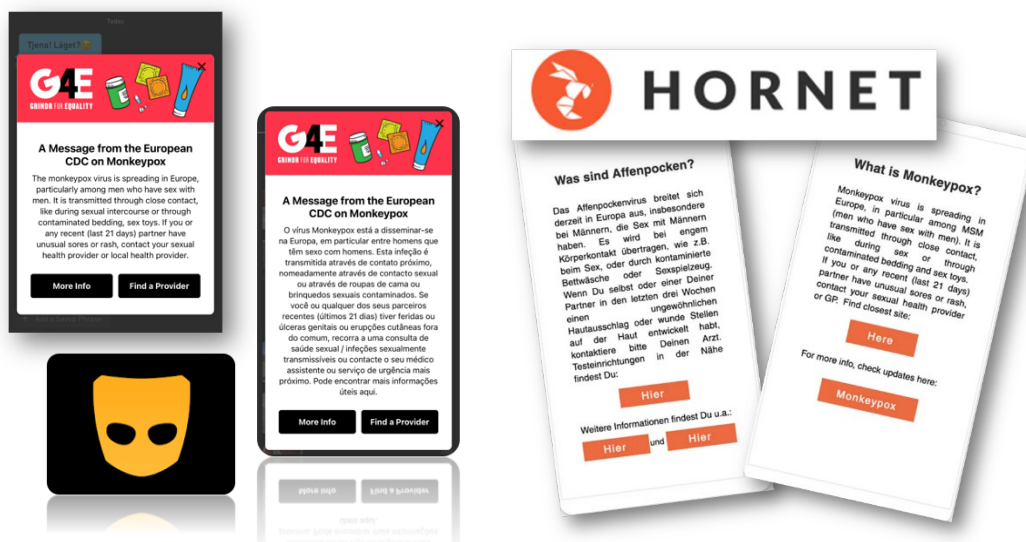 Today
Tjena! Läget?
G4E
GRINDR FOR EQUALITY
A Message from the European
CDC on Monkeypox
The monkeypox virus is spreading in Europe,
particularly among men who have sex with
men. It is transmitted through close contact,
like during sexual intercourse or through
contaminated bedding, sex toys. If you or
any recent (last 21 days) partner have
unusual sores or rash, contact your sexual
health provider or local health provider.
More Info Find a Provider
G4E
GRINDR FOR EQUALITY
A Message from the European
CDC on Monkeypox
O vírus Monkeypox está a disseminar-se
na Europa, em particular entre homens que
têm sexo com homens. Esta infeção é
transmitida através de contato próximo,
nomeadamente através de contacto sexual
ou através de roupas de cama ou
brinquedos sexuais contaminados. Se
você ou qualquer dos seus parceiros
recentes (últimos 21 dias) tiver feridas ou
úlceras genitais ou erupções cutâneas fora
do comum, recorra a uma consulta de
saúde sexual / infeções sexualmente
transmissíveis ou contacte o seu médico
assistente ou serviço de urgência mais
próximo. Pode encontrar mais informações
úteis aqui.
More Info Find a Provider
HORNET
Was sind Affenpocken?
Das Affenpockenvirus breitet sich
derzeit in Europa aus, insbesondere
bei Männern, die Sex mit Männern
haben. Es wird bei engem
Körperkontakt übertragen, wie z.B.
beim Sex, oder durch kontaminierte
Bettwäsche oder Sexspielzeug.
Wenn Du selbst oder einer Deiner
Partner in den letzten drei Wochen
einen ungewöhnlichen
Hautausschlag oder wunde Stellen
auf der Haut entwickelt habt,
kontaktiere bitte Deinen Arzt.
Testeinrichtungen in der Nähe
findest Du:
Hier
Weitere Informationen findest Du u.a.:
Hier und Hier
What is Monkeypox?
Monkeypox virus is spreading in
Europe, in particular among MSM
(men who have sex with men). It is
transmitted through close contact,
like during sex or through
contaminated bedding and sex toys.
If you or any recent (last 21 days)
partner have unusual sores or rash,
contact your sexual health provider
or GP. Find closest site:
Here
For more info, check updates here:
Monkeypox